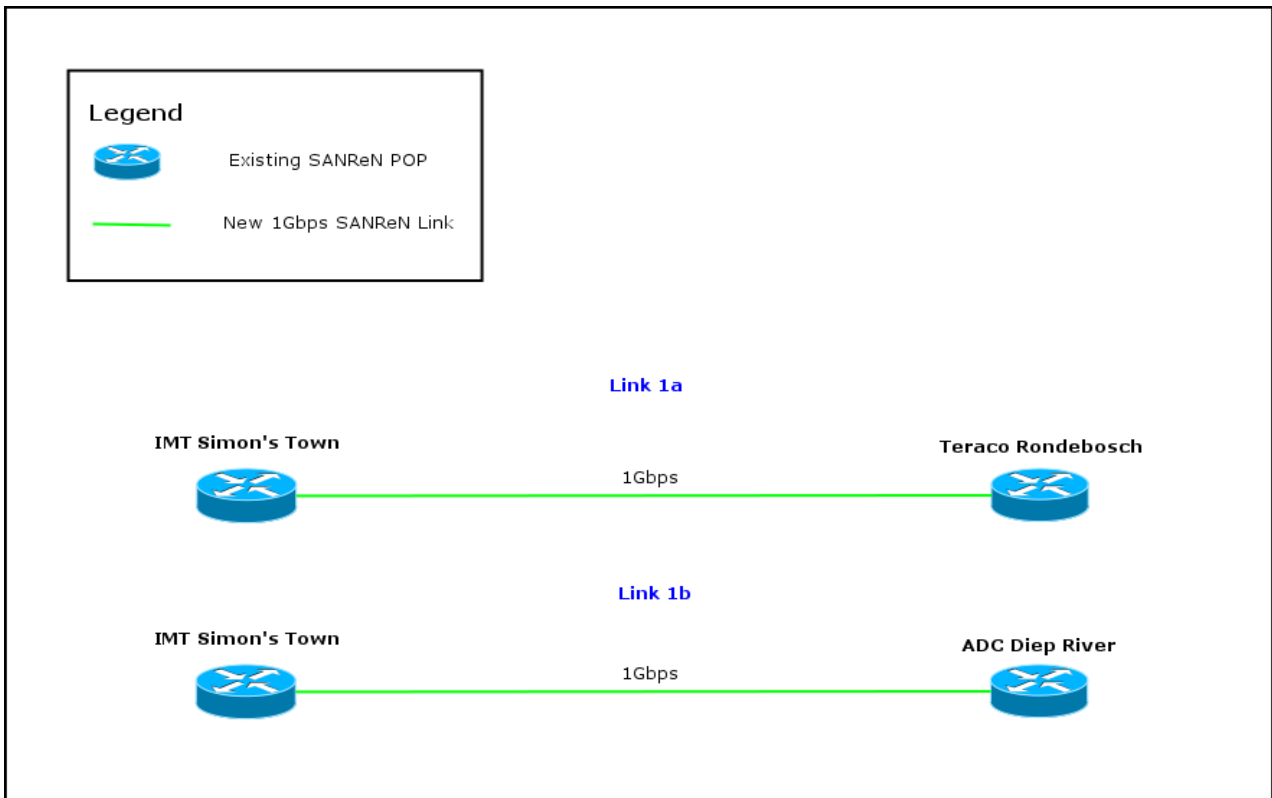 Legend
Existing SANReN POP
New 1Gbps SANReN Link
Link 1a
IMT Simon's Town
Teraco Rondebosch
1Gbps
Link 1b
IMT Simon's Town
ADC Diep River
1Gbps